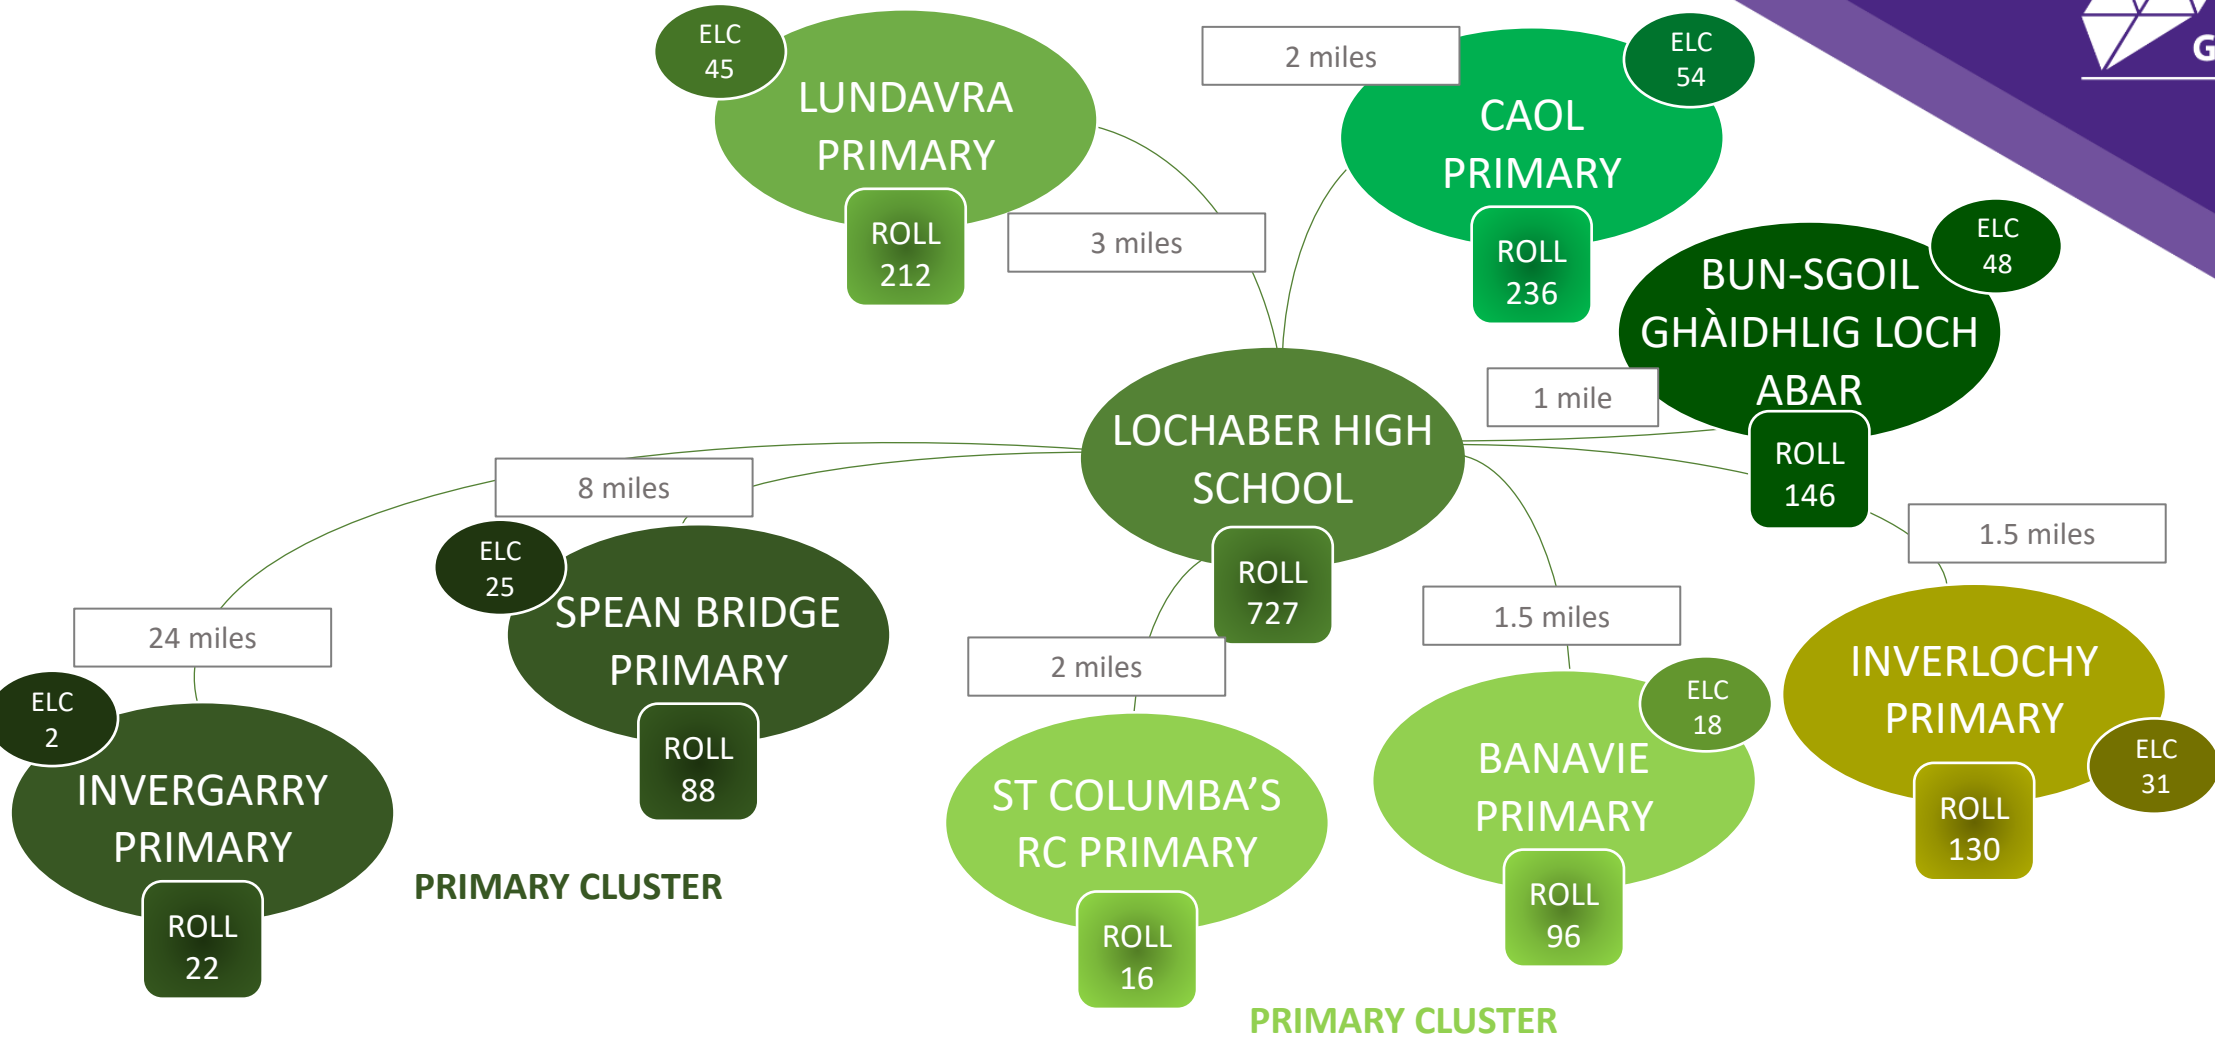 ELC
45
LUNDAVRA
PRIMARY
ROLL
212
2 miles
ELC
54
CAOL
PRIMARY
ROLL
236
3 miles
ELC
48
BUN-SGOIL
GHÀIDHLIG LOCH
ABAR
ROLL
146
1 mile
LOCHABER HIGH
SCHOOL
ROLL
727
8 miles
ELC
25
SPEAN BRIDGE
PRIMARY
ROLL
88
24 miles
ELC
2
INVERGARRY
PRIMARY
ROLL
22
PRIMARY CLUSTER
2 miles
ST COLUMBA’S
RC PRIMARY
ROLL
16
1.5 miles
ELC
18
BANAVIE
PRIMARY
ROLL
96
PRIMARY CLUSTER
1.5 miles
INVERLOCHY
PRIMARY
ELC
31
ROLL
130